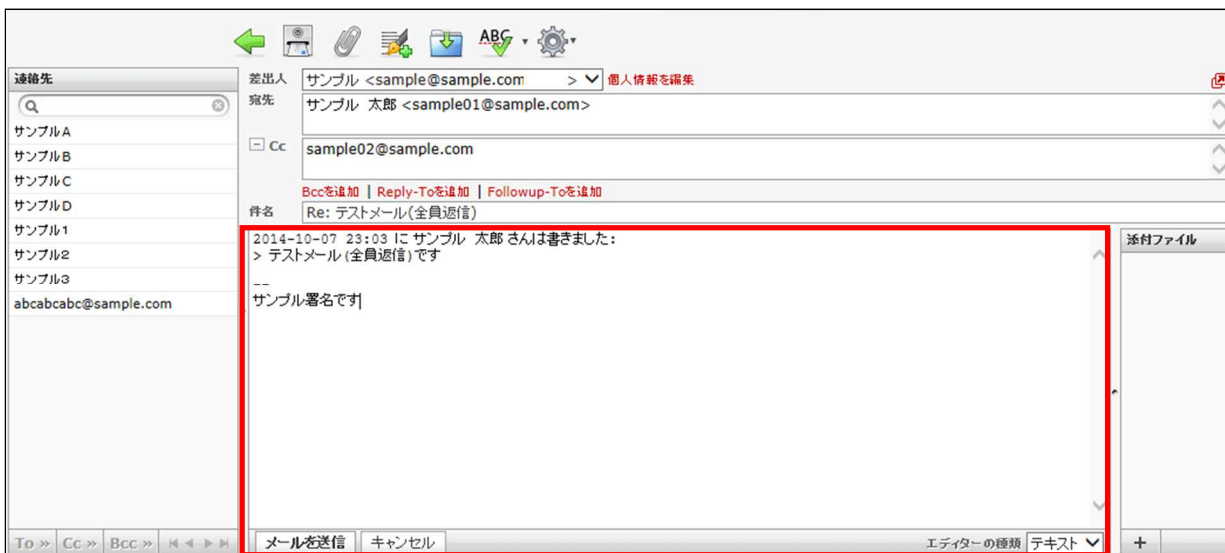 ABC
連絡先
サンプルA
サンプルB
サンプルC
サンプルD
サンプル1
サンプル2
サンプル3
abcabcabc@sample.com
To » Cc » Bcc »
差出人 サンプル <sample@sample.com > 個人情報を編集
宛先 サンプル 太郎 <sample01@sample.com>
Cc sample02@sample.com
Bccを追加 | Reply-Toを追加 | Followup-Toを追加
件名 Re: テストメール(全員返信)
2014-10-07 23:03 に サンプル 太郎 さんは書きました:
> テストメール(全員返信)です
--
サンプル署名です
メールを送信 キャンセル エディターの種類 テキスト
添付ファイル
+